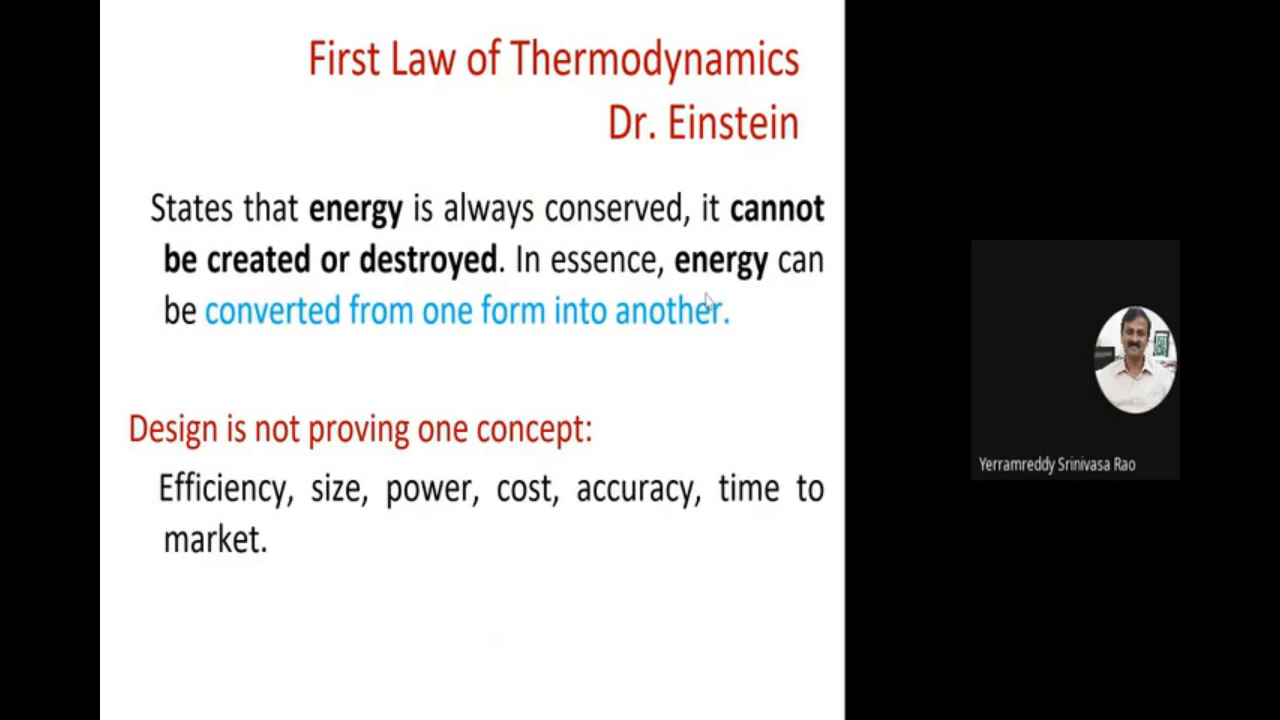 First Law of Thermodynamics
Dr. Einstein
States that energy is always conserved, it cannot
be created or destroyed. In essence, energy can
be converted from one form into another.
Design is not proving one concept:
Efficiency, size, power, cost, accuracy, time to
market.
Yerramreddy Srinivasa Rao